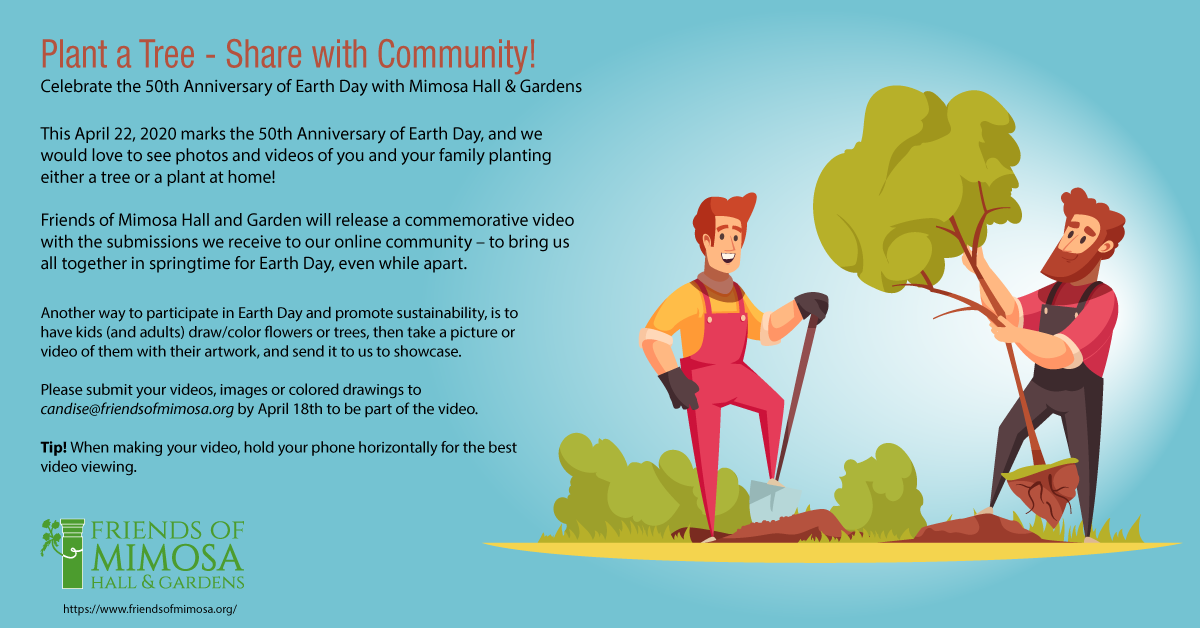 Plant a Tree - Share with Community!
Celebrate the 50th Anniversary of Earth Day with Mimosa Hall & Gardens
This April 22, 2020 marks the 50th Anniversary of Earth Day, and we
would love to see photos and videos of you and your family planting
either a tree or a plant at home!
Friends of Mimosa Hall and Garden will release a commemorative video
with the submissions we receive to our online community – to bring us
all together in springtime for Earth Day, even while apart.
Another way to participate in Earth Day and promote sustainability, is to
have kids (and adults) draw/color flowers or trees, then take a picture or
video of them with their artwork, and send it to us to showcase.
Please submit your videos, images or colored drawings to
candise@friendsofmimosa.org by April 18th to be part of the video.
Tip! When making your video, hold your phone horizontally for the best
video viewing.
FRIENDS OF
MIMOSA
HALL & GARDENS
https://www.friendsofmimosa.org/